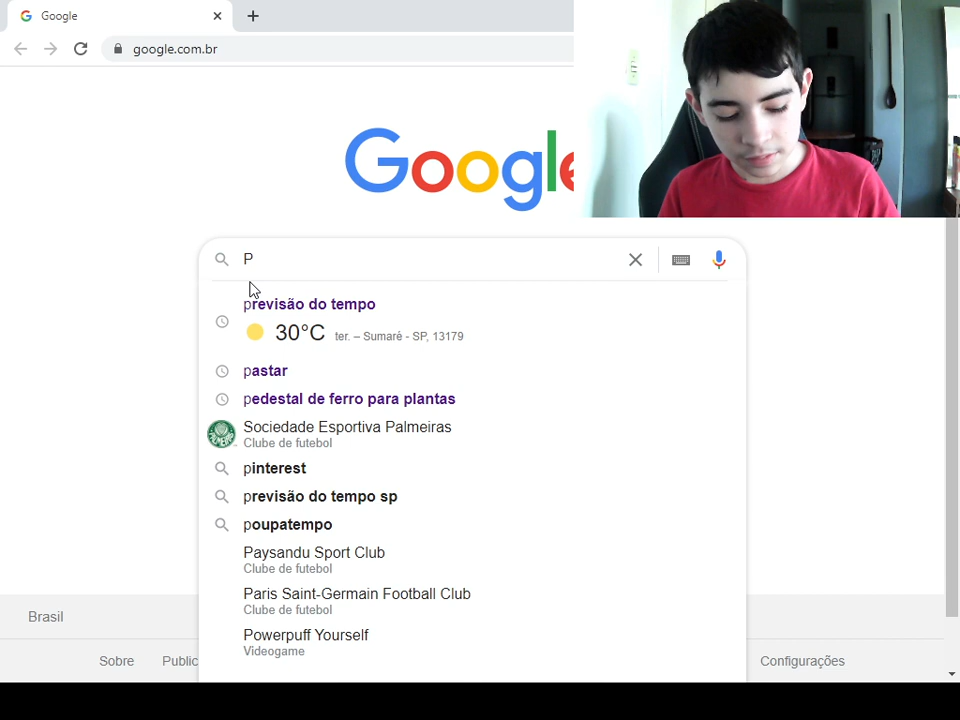 Google
google.com.br
Google
P
previsão do tempo
30°C ter. – Sumaré - SP, 13179
pastar
pedestal de ferro para plantas
Sociedade Esportiva Palmeiras
Clube de futebol
pinterest
previsão do tempo sp
poupatempo
Paysandu Sport Club
Clube de futebol
Paris Saint-Germain Football Club
Clube de futebol
Powerpuff Yourself
Videogame
Brasil
Sobre Public Configurações